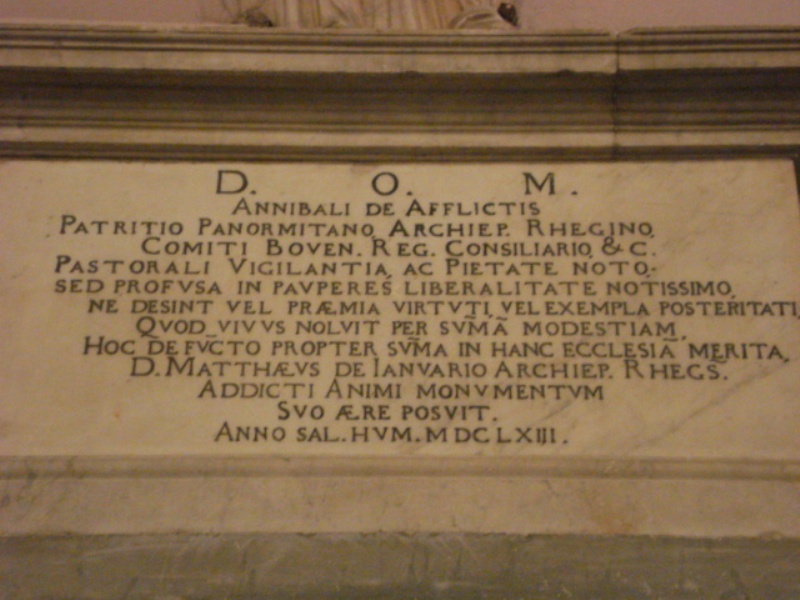 D. O. M.
ANNIBALI DE AFFLICTIS
PATRITIO PANORMITANO, ARCHIEP. RHEGINO,
COMITI BOVEN. REG. CONSILIARIO, & C.
PASTORALI VIGILANTIA, AC PIETATE NOTO,
SED PROFVSA IN PAVPERES LIBERALITATE NOTISSIMO,
NE DESINT VEL PRÆMIA VIRTVTI, VEL EXEMPLA POSTERITATI,
QVOD VIVVS NOLVIT PER SVM̃Ã MODESTIAM,
HOC DEFVCTO PROPTER SVM̃A IN HANC ECCLESIÃ MERITA,
D. MATTHÆVS DE IANVARIO ARCHIEP. RHEGS̃.
ADDICTI ANIMI MONVMENTVM
SVO ÆRE POSVIT.
ANNO SAL. HVM. MDCLXIII.